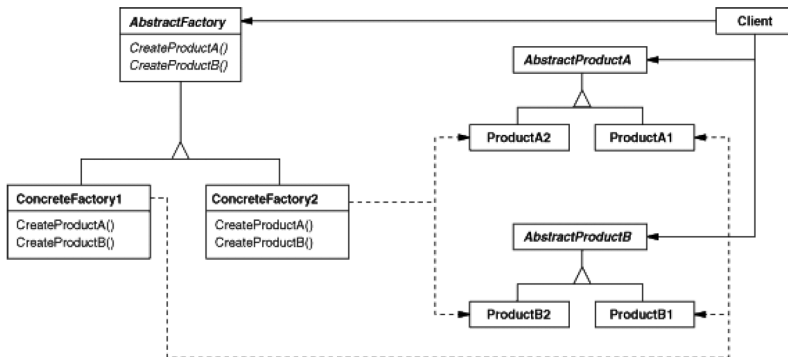 AbstractFactory
CreateProductA()
CreateProductB()
Client
AbstractProductA
ProductA2
ProductA1
ConcreteFactory1
CreateProductA()
CreateProductB()
ConcreteFactory2
CreateProductA()
CreateProductB()
AbstractProductB
ProductB2
ProductB1